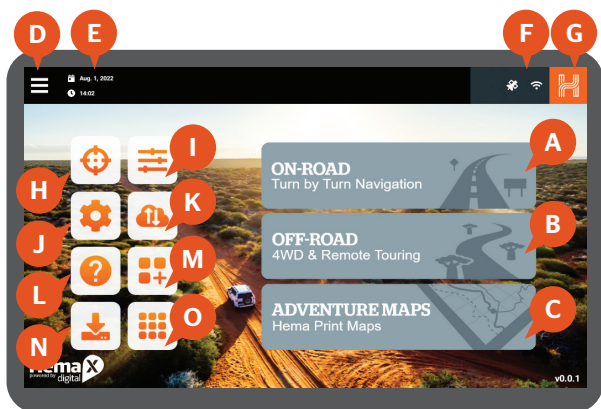 D
E
F
G
Aug. 1, 2022
14:02
H
I
A
ON-ROAD
Turn by Turn Navigation
J
K
B
OFF-ROAD
4WD & Remote Touring
L
M
C
ADVENTURE MAPS
Hema Print Maps
N
O
Hema X
powered by digital
v0.0.1